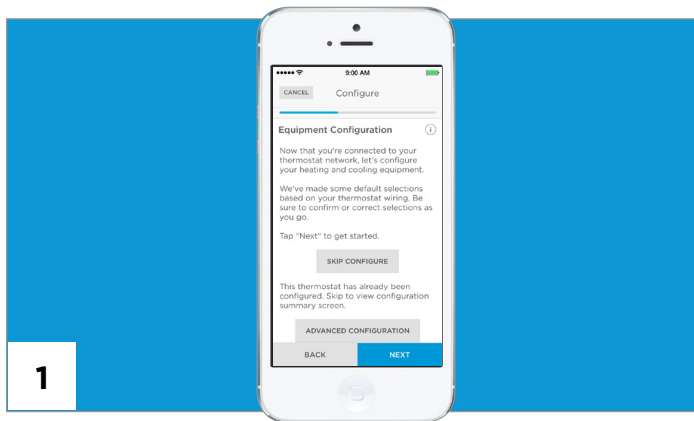 9:00 AM
CANCEL Configure
Equipment Configuration
Now that you're connected to your
thermostat network, let's configure
your heating and cooling equipment.
We've made some default selections
based on your thermostat wiring. Be
sure to confirm or correct selections as
you go.
Tap "Next" to get started.
SKIP CONFIGURE
This thermostat has already been
configured. Skip to view configuration
summary screen.
ADVANCED CONFIGURATION
BACK NEXT
1